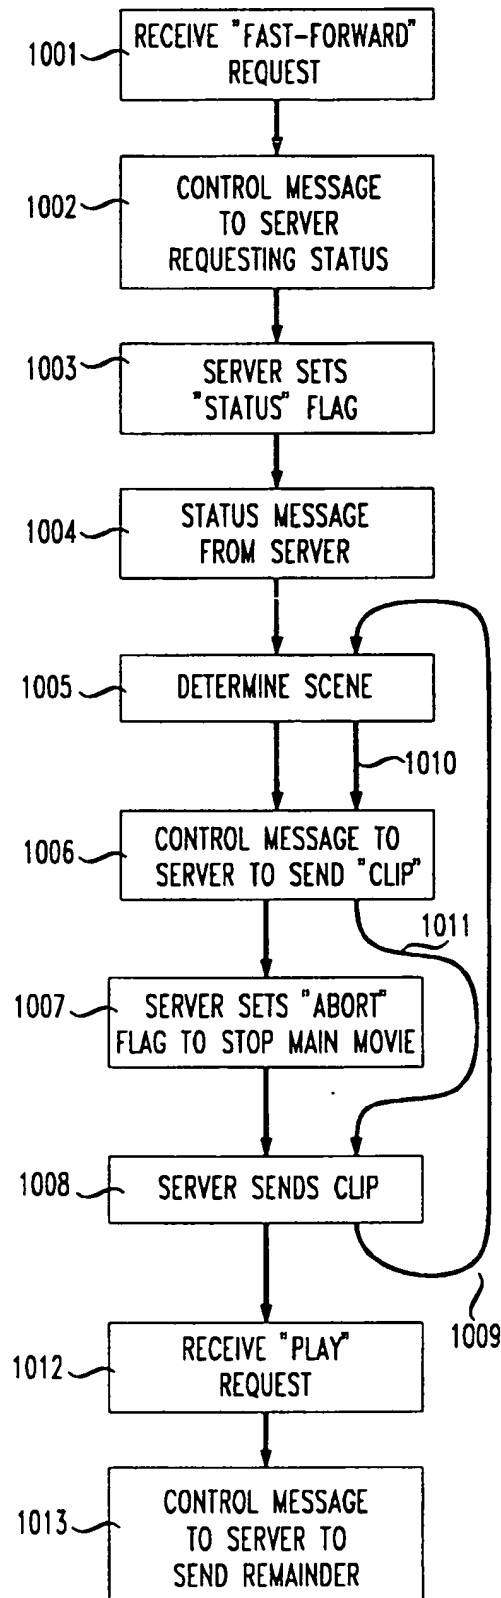 1001
RECEIVE "FAST-FORWARD"
REQUEST
1002
CONTROL MESSAGE
TO SERVER
REQUESTING STATUS
1003
SERVER SETS
"STATUS" FLAG
1004
STATUS MESSAGE
FROM SERVER
1005
DETERMINE SCENE
1010
1006
CONTROL MESSAGE TO
SERVER TO SEND "CLIP"
1011
1007
SERVER SETS "ABORT"
FLAG TO STOP MAIN MOVIE
1008
SERVER SENDS CLIP
1009
1012
RECEIVE "PLAY"
REQUEST
1013
CONTROL MESSAGE
TO SERVER TO
SEND REMAINDER